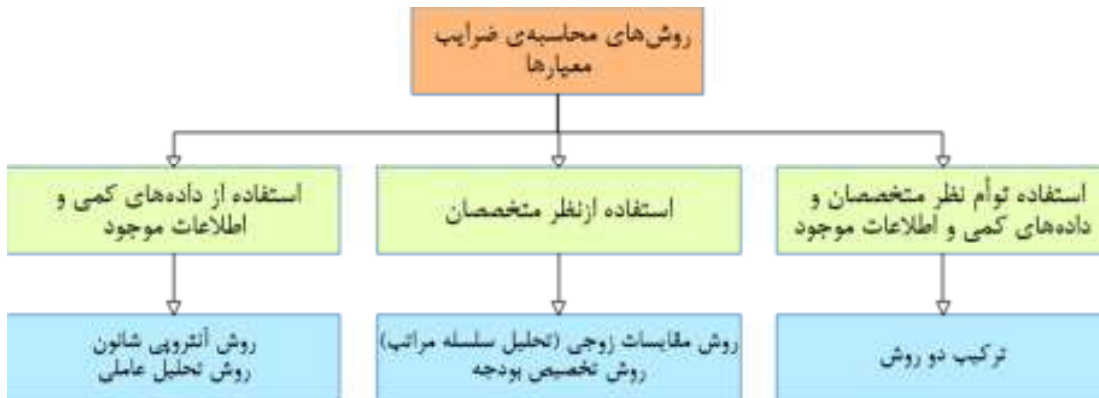 روش‌های محاسبه‌ی ضرایب
معیارها
استفاده توأم نظر متخصصان و
داده‌های کمی و اطلاعات موجود
استفاده ازنظر متخصصان
استفاده از داده‌های کمی و
اطلاعات موجود
ترکیب دو روش
روش مقایسات زوجی (تحلیل سلسله مراتب)
روش تخصیص بودجه
روش آنتروپی شانون
روش تحلیل عاملی